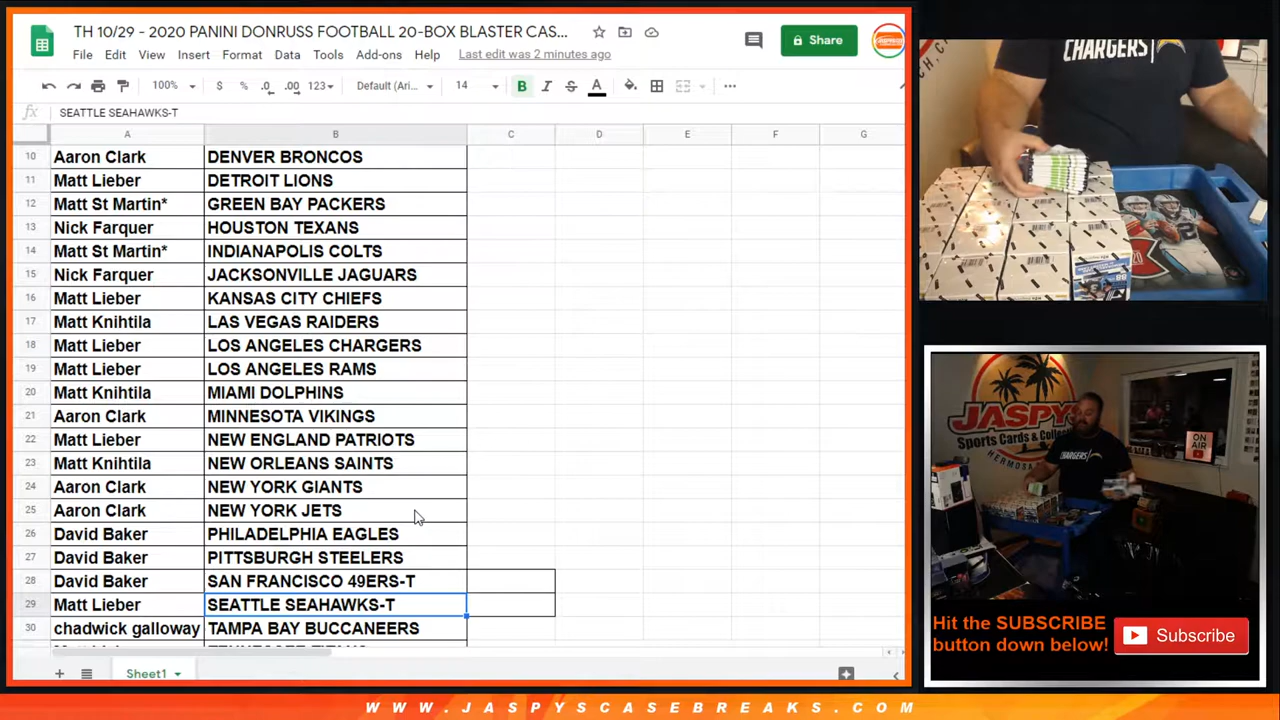 TH 10/29 - 2020 PANINI DONRUSS FOOTBALL 20-BOX BLASTER CAS...
File Edit View Insert Format Data Tools Add-ons Help Last edit was 2 minutes ago
Share
100% $ % .0 .00 123 Default (Ari... 14 B I S A
fx SEATTLE SEAHAWKS-T
A B C D E F G
10 Aaron Clark DENVER BRONCOS
11 Matt Lieber DETROIT LIONS
12 Matt St Martin* GREEN BAY PACKERS
13 Nick Farquer HOUSTON TEXANS
14 Matt St Martin* INDIANAPOLIS COLTS
15 Nick Farquer JACKSONVILLE JAGUARS
16 Matt Lieber KANSAS CITY CHIEFS
17 Matt Knihtila LAS VEGAS RAIDERS
18 Matt Lieber LOS ANGELES CHARGERS
19 Matt Lieber LOS ANGELES RAMS
20 Matt Knihtila MIAMI DOLPHINS
21 Aaron Clark MINNESOTA VIKINGS
22 Matt Lieber NEW ENGLAND PATRIOTS
23 Matt Knihtila NEW ORLEANS SAINTS
24 Aaron Clark NEW YORK GIANTS
25 Aaron Clark NEW YORK JETS
26 David Baker PHILADELPHIA EAGLES
27 David Baker PITTSBURGH STEELERS
28 David Baker SAN FRANCISCO 49ERS-T
29 Matt Lieber SEATTLE SEAHAWKS-T
30 chadwick galloway TAMPA BAY BUCCANEERS
Sheet1
CHARGERS
JASPY'S
Sports Cards &
HERMOSA
CHARGERS
ON AIR
Hit the SUBSCRIBE
button down below!
Subscribe
WWW.JASPYSCASEBREAKS.COM